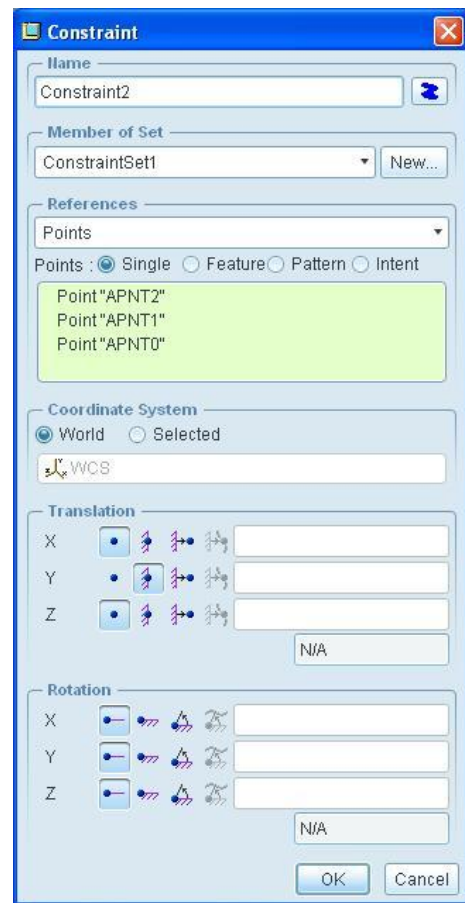 Constraint
Name
Constraint2
Member of Set
ConstraintSet1 New...
References
Points
Points : Single Feature Pattern Intent
Point "APNT2"
Point "APNT1"
Point "APNT0"
Coordinate System
World Selected
WCS
Translation
X
Y
Z
N/A
Rotation
X
Y
Z
N/A
OK Cancel